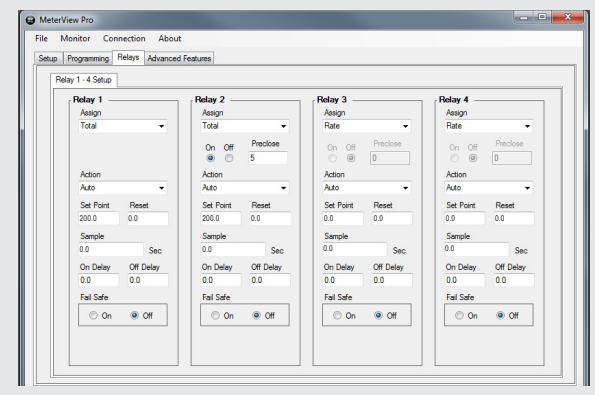 MeterView Pro
File Monitor Connection About
Setup Programming Relays Advanced Features
Relay 1 - 4 Setup
Relay 1
Assign
Total
Action
Auto
Set Point Reset
200.0 0.0
Sample
0.0 Sec
On Delay Off Delay
0.0 0.0
Fail Safe
On Off
Relay 2
Assign
Total
On Off Preclose
5
Action
Auto
Set Point Reset
200.0 0.0
Sample
0.0 Sec
On Delay Off Delay
0.0 0.0
Fail Safe
On Off
Relay 3
Assign
Rate
On Off Preclose
0
Action
Auto
Set Point Reset
0.0 0.0
Sample
0.0 Sec
On Delay Off Delay
0.0 0.0
Fail Safe
On Off
Relay 4
Assign
Rate
On Off Preclose
0
Action
Auto
Set Point Reset
0.0 0.0
Sample
0.0 Sec
On Delay Off Delay
0.0 0.0
Fail Safe
On Off